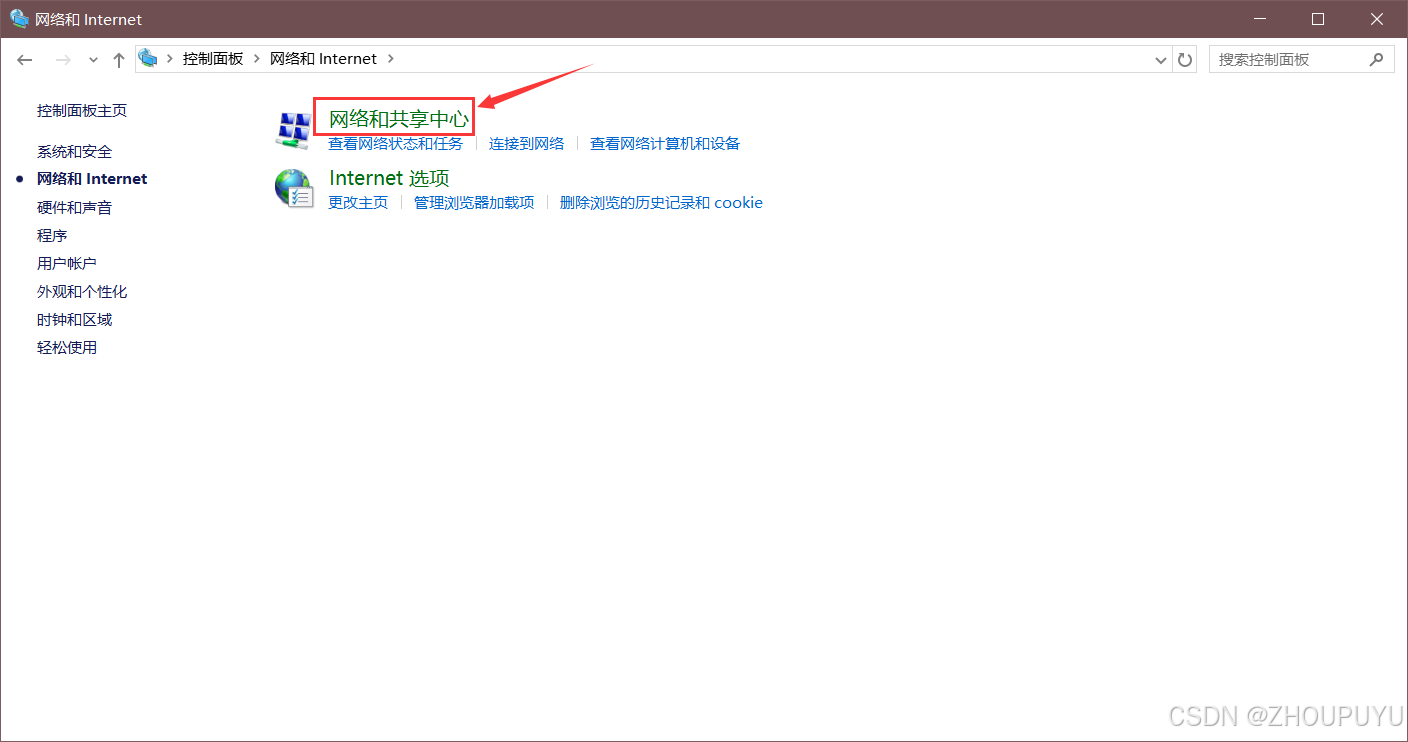 网络和 Internet
控制面板 网络和 Internet
搜索控制面板
控制面板主页
系统和安全
网络和 Internet
硬件和声音
程序
用户帐户
外观和个性化
时钟和区域
轻松使用
网络和共享中心
查看网络状态和任务 连接到网络 查看网络计算机和设备
Internet 选项
更改主页 管理浏览器加载项 删除浏览的历史记录和 cookie
CSDN @ZHOUPUYU